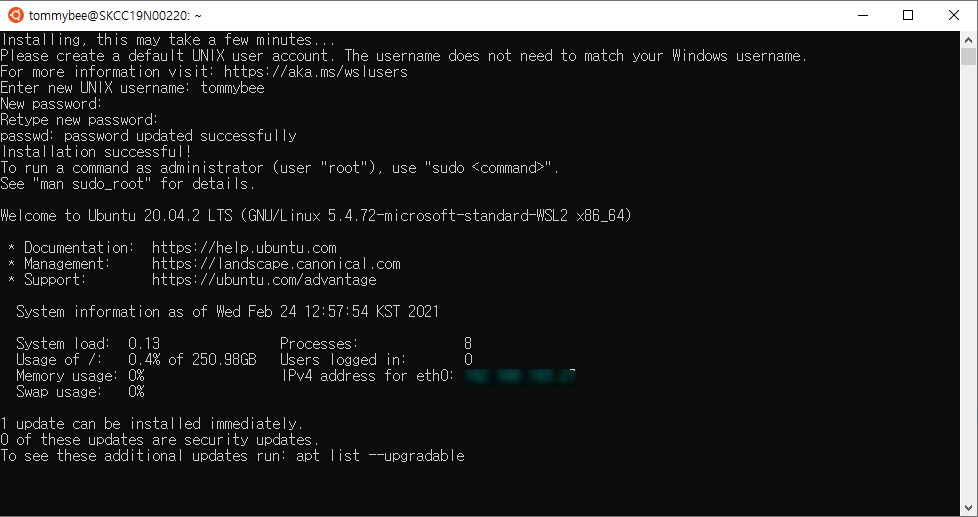 tommybee@SKCC19N00220: ~
Installing, this may take a few minutes...
Please create a default UNIX user account. The username does not need to match your Windows username.
For more information visit: https://aka.ms/wslusers
Enter new UNIX username: tommybee
New password:
Retype new password:
passwd: password updated successfully
Installation successful!
To run a command as administrator (user "root"), use "sudo <command>".
See "man sudo_root" for details.
Welcome to Ubuntu 20.04.2 LTS (GNU/Linux 5.4.72-microsoft-standard-WSL2 x86_64)
* Documentation: https://help.ubuntu.com
* Management: https://landscape.canonical.com
* Support: https://ubuntu.com/advantage
System information as of Wed Feb 24 12:57:54 KST 2021
System load: 0.13 Processes: 8
Usage of /: 0.4% of 250.98GB Users logged in: 0
Memory usage: 0% IPv4 address for eth0:
Swap usage: 0%
1 update can be installed immediately.
0 of these updates are security updates.
To see these additional updates run: apt list --upgradable